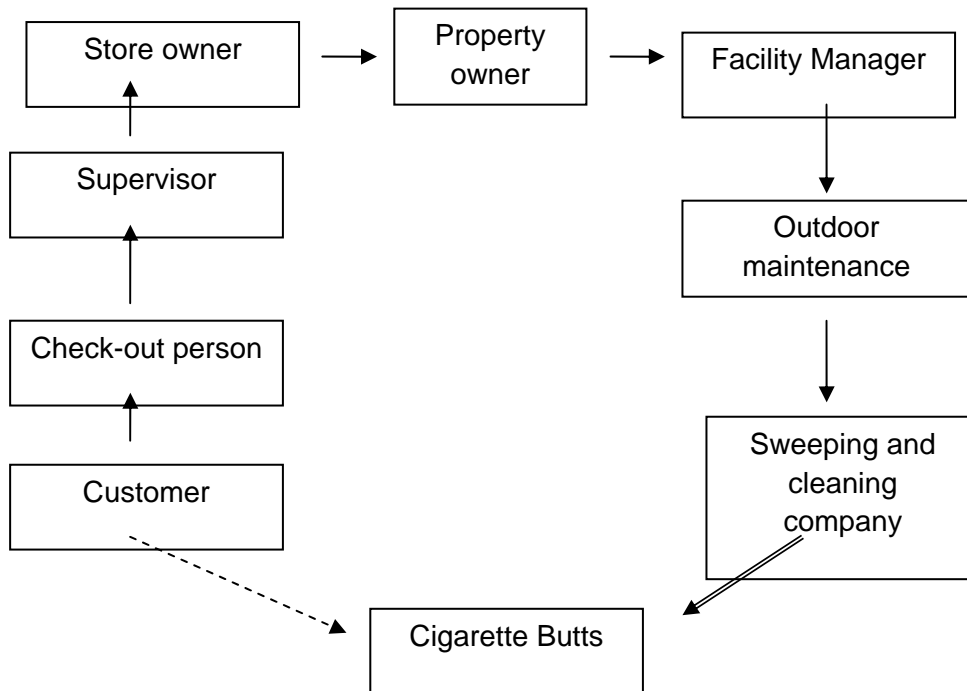 Store owner
Property
owner
Facility Manager
Supervisor
Outdoor
maintenance
Check-out person
Sweeping and
cleaning
company
Customer
Cigarette Butts